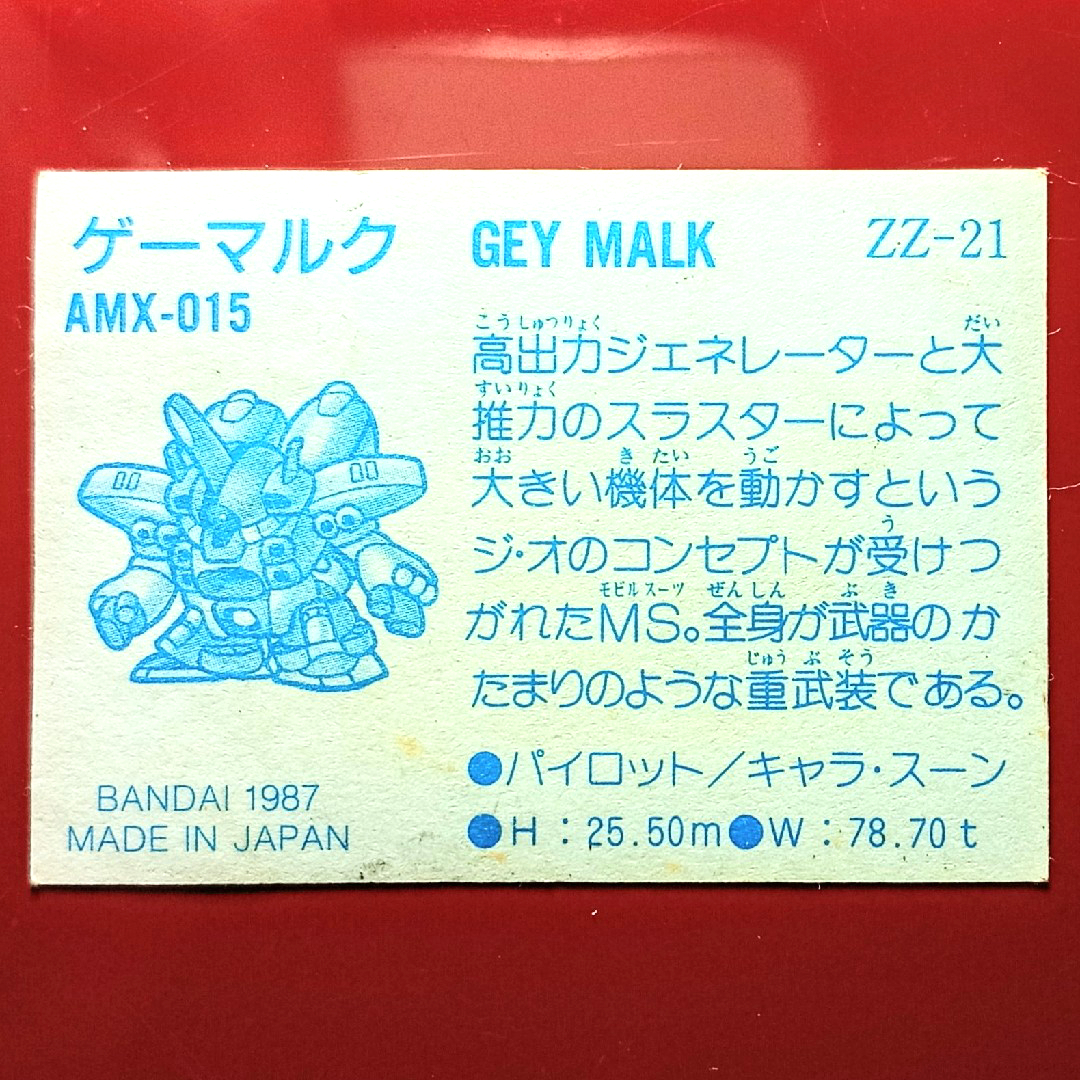 ゲーマルク GEY MALK ZZ-21
AMX-015
こうしゅつりょく だい
高出力ジェネレーターと大
すいりょく
推力のスラスターによって
おお きたい うご
大きい機体を動かすという
う
ジ・オのコンセプトが受けつ
モビルスーツ ぜんしん ぶき
がれたMS。全身が武器のか
じゅうぶそう
たまりのような重武装である。
●パイロット/キャラ・スーン
●H:25.50m●W:78.70t
BANDAI 1987
MADE IN JAPAN